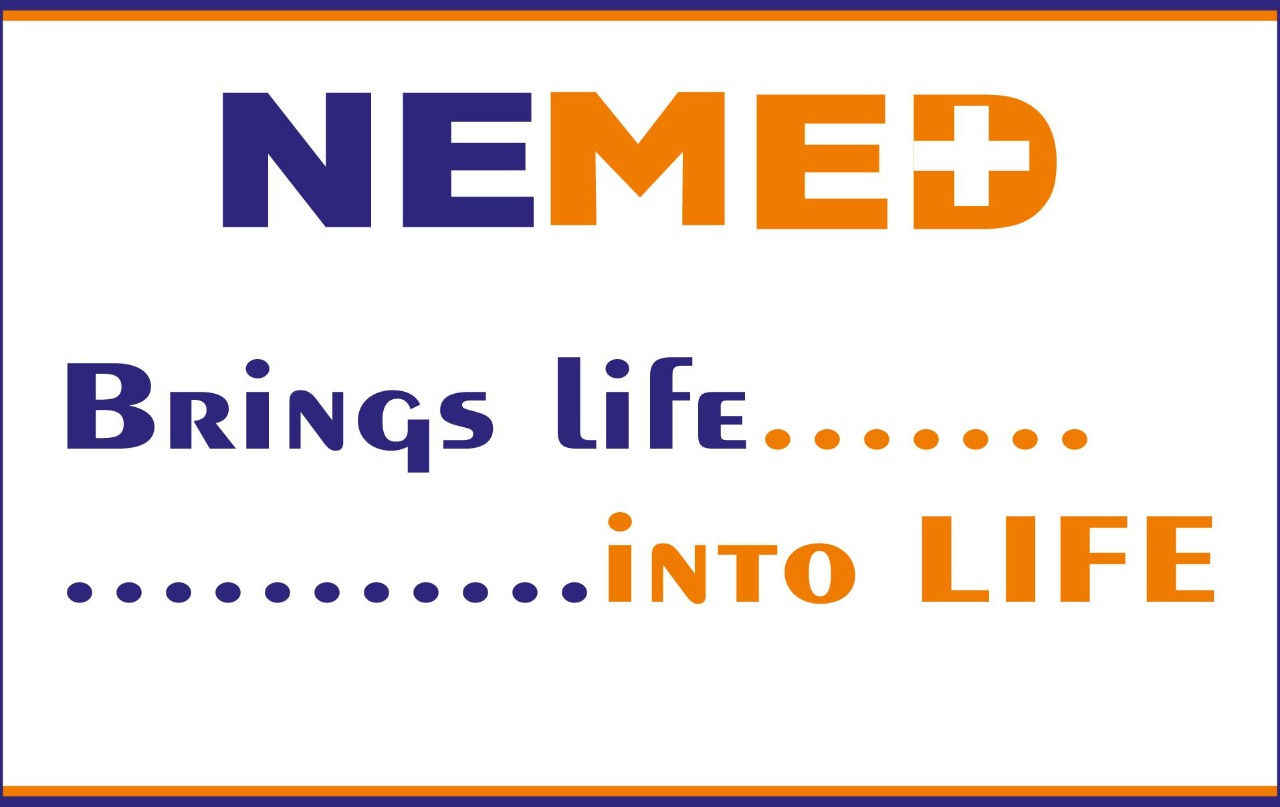 NEMED
Brings life.......
...........into LIFE